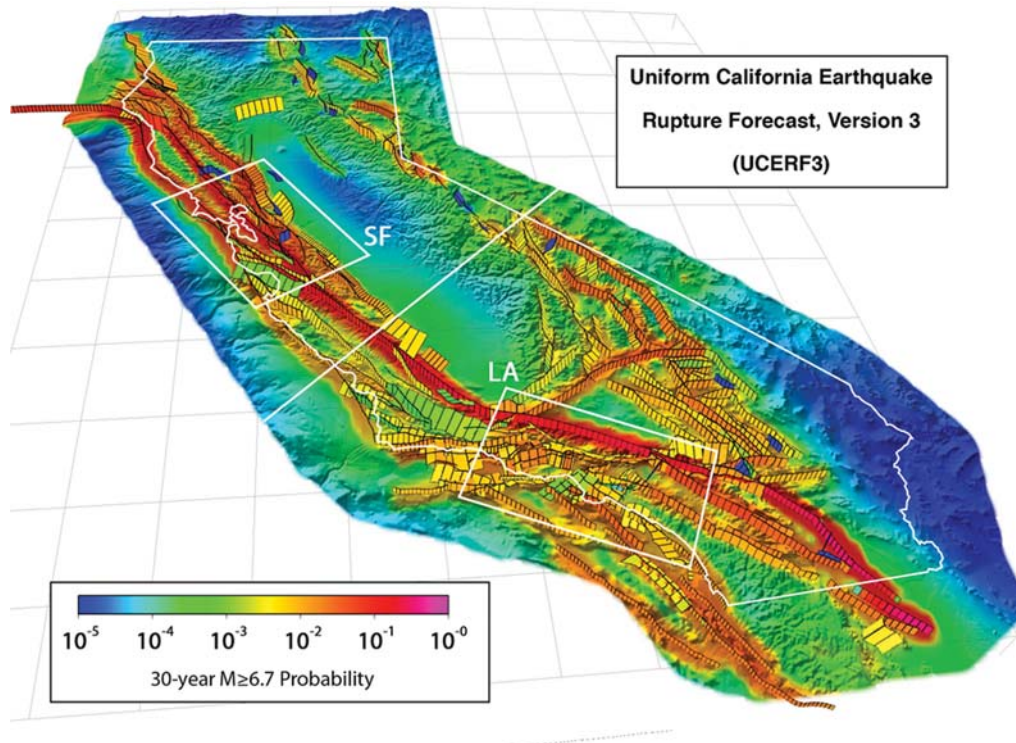 Uniform California Earthquake
Rupture Forecast, Version 3
(UCERF3)
SF
LA
10⁻⁵ 10⁻⁴ 10⁻³ 10⁻² 10⁻¹ 10⁻⁰
30-year M≥6.7 Probability